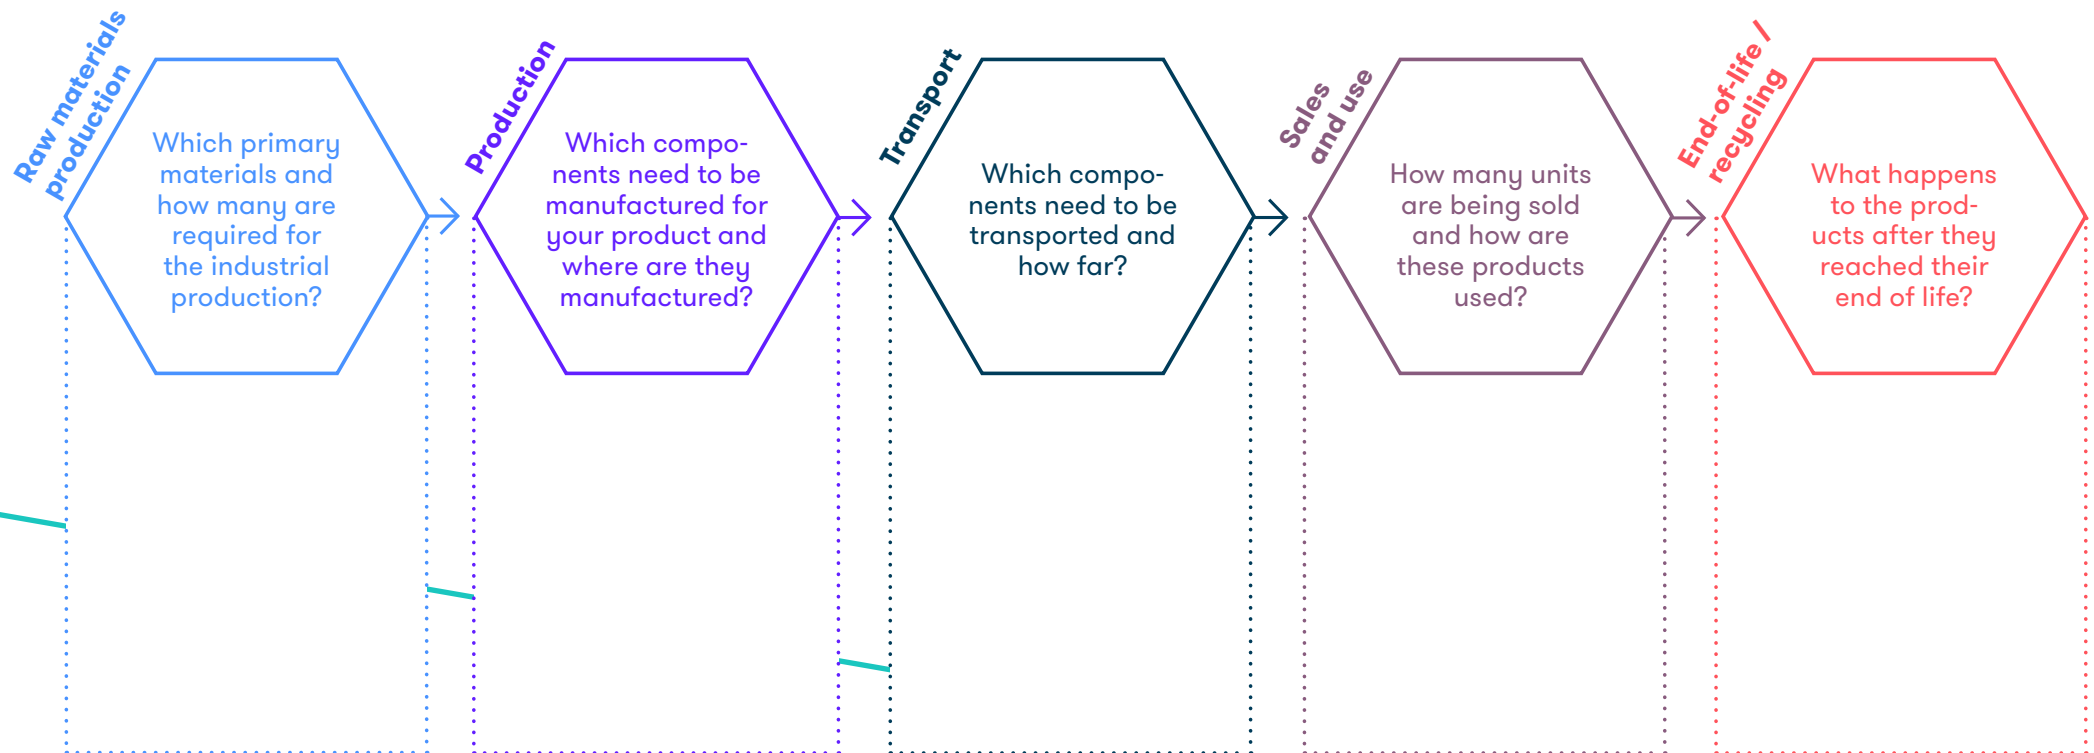 Raw materials
production
Which primary
materials and
how many are
required for
the industrial
production?
Production
Which compo-
nents need to be
manufactured for
your product and
where are they
manufactured?
Transport
Which compo-
nents need to be
transported and
how far?
Sales
and use
How many units
are being sold
and how are
these products
used?
End-of-life /
recycling
What happens
to the prod-
ucts after they
reached their
end of life?